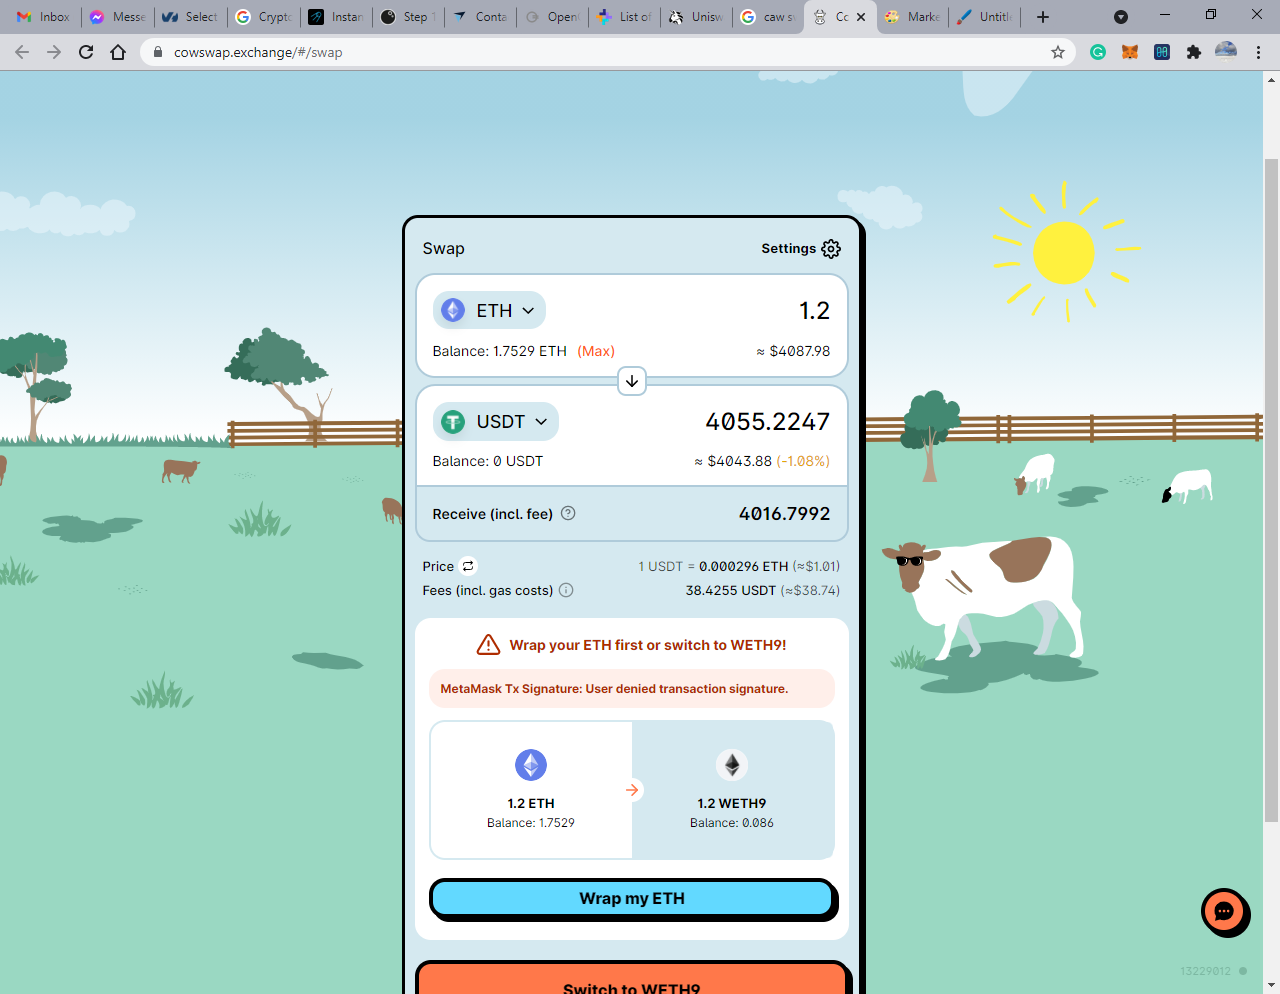 Inbox
Messe
Select
Crypto
Instan
Step 1
Conta
Open
List of
Unisw
caw s
Co
Marke
Untitle
cowswap.exchange/#/swap
Swap
Settings
ETH
1.2
Balance: 1.7529 ETH (Max)
≈ $4087.98
USDT
4055.2247
Balance: 0 USDT
≈ $4043.88 (-1.08%)
Receive (incl. fee)
4016.7992
Price
1 USDT = 0.000296 ETH (≈$1.01)
Fees (incl. gas costs)
38.4255 USDT (≈$38.74)
Wrap your ETH first or switch to WETH9!
MetaMask Tx Signature: User denied transaction signature.
1.2 ETH
Balance: 1.7529
1.2 WETH9
Balance: 0.086
Wrap my ETH
Switch to WETH9
13229012